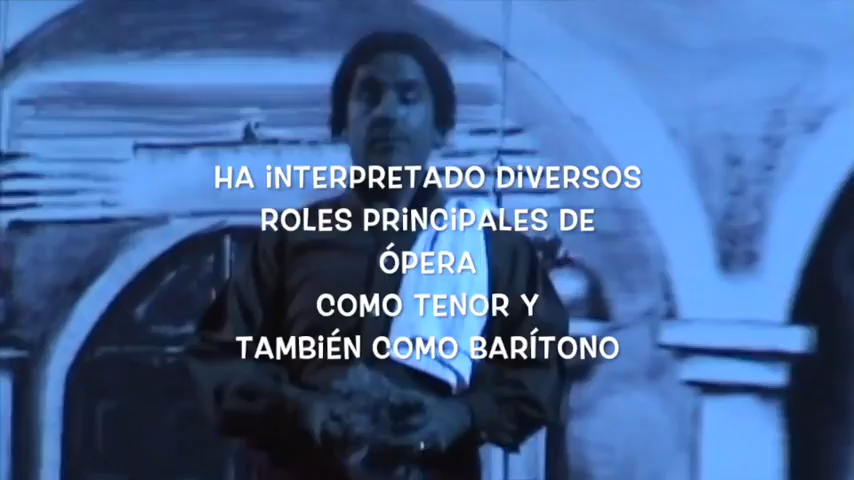 HA INTERPRETADO DIVERSOS
ROLES PRINCIPALES DE
ÓPERA
COMO TENOR Y
TAMBIÉN COMO BARÍTONO